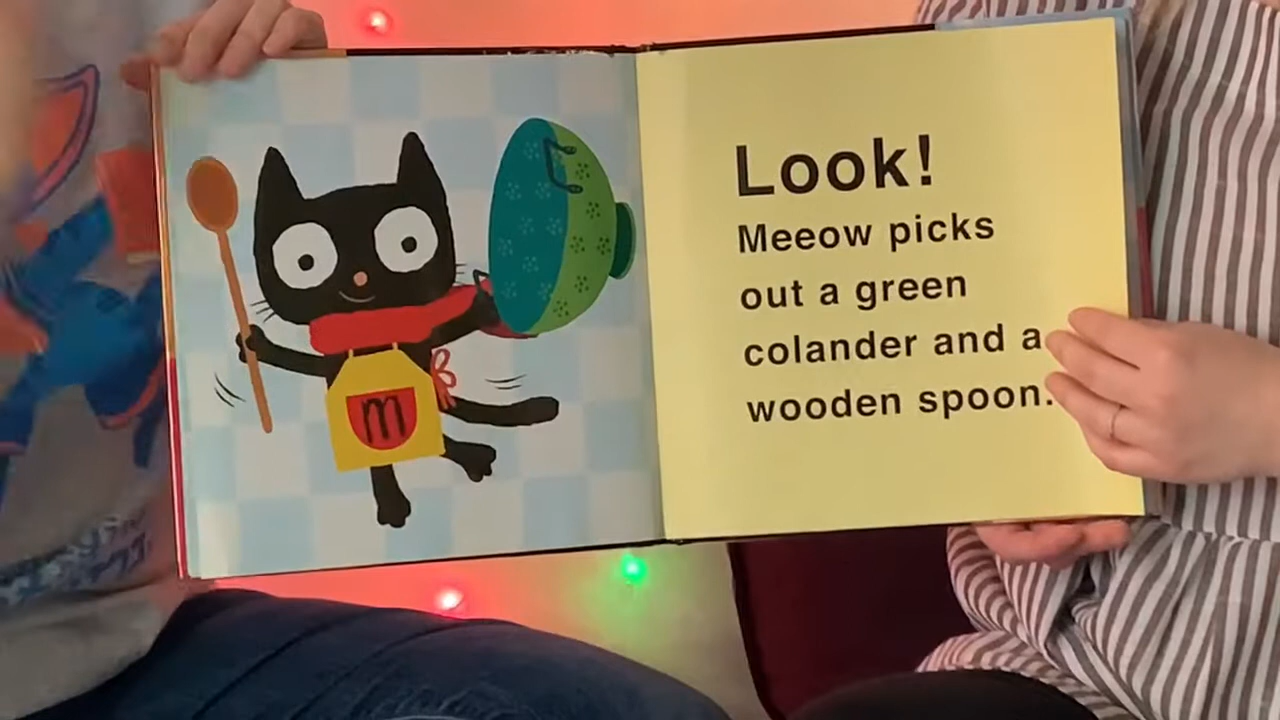 m
Look!
Meeow picks
out a green
colander and a
wooden spoon.